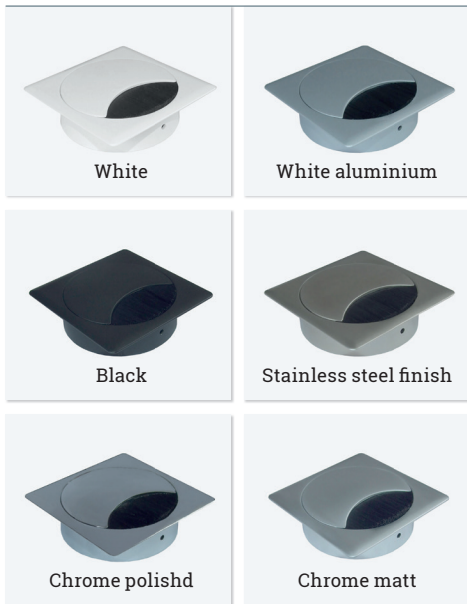 White
White aluminium
Black
Stainless steel finish
Chrome polishd
Chrome matt